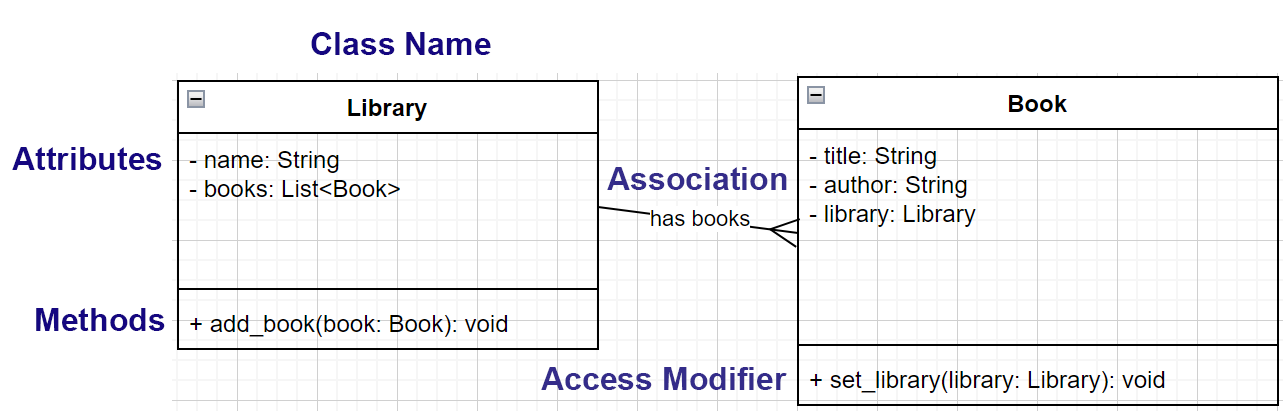 Class Name
Library
Book
Attributes
- name: String
- books: List<Book>
Association
has books
- title: String
- author: String
- library: Library
Methods
+ add_book(book: Book): void
Access Modifier
+ set_library(library: Library): void